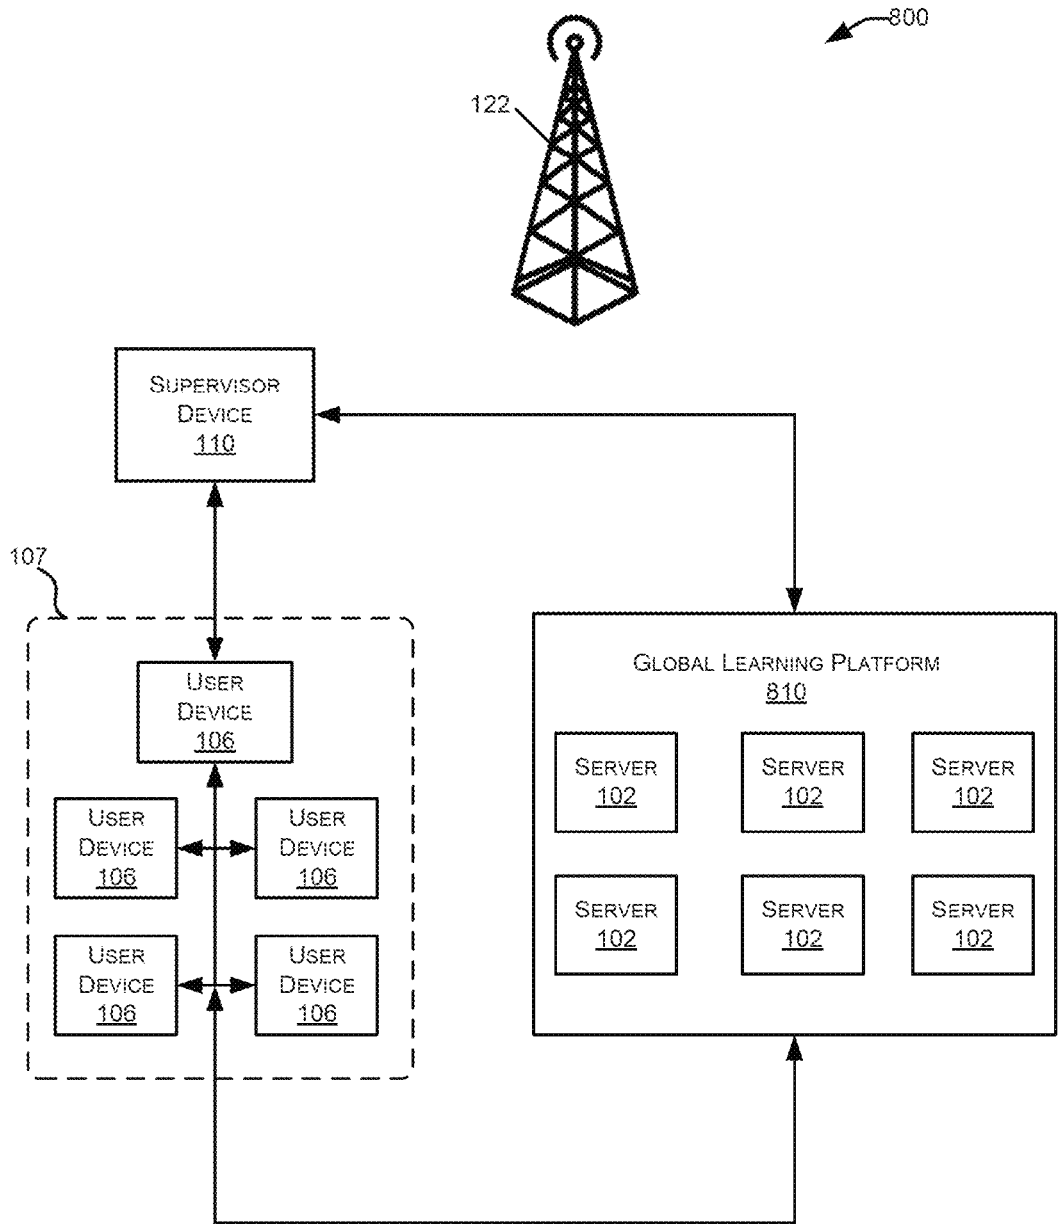 800
122
SUPERVISOR
DEVICE
110
107
USER
DEVICE
106
GLOBAL LEARNING PLATFORM
810
USER
DEVICE
106
USER
DEVICE
106
USER
DEVICE
106
USER
DEVICE
106
SERVER
102
SERVER
102
SERVER
102
SERVER
102
SERVER
102
SERVER
102